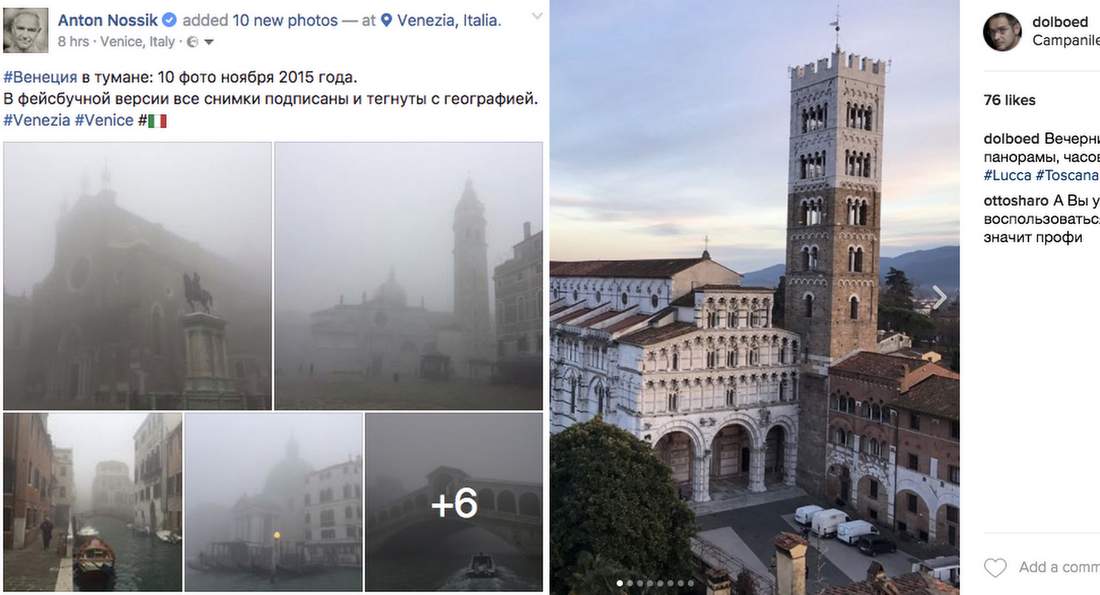 Anton Nossik added 10 new photos — at Venezia, Italia.
8 hrs · Venice, Italy ·
#Венеция в тумане: 10 фото ноября 2015 года.
В фейсбучной версии все снимки подписаны и тегнуты с географией.
#Venezia #Venice #🇮🇹
+6
dolboed
Campanile
76 likes
dolboed Вечерни
панорамы, часов
#Lucca #Toscana
ottosharo А Вы у
воспользоватьс
значит профи
Add a comm